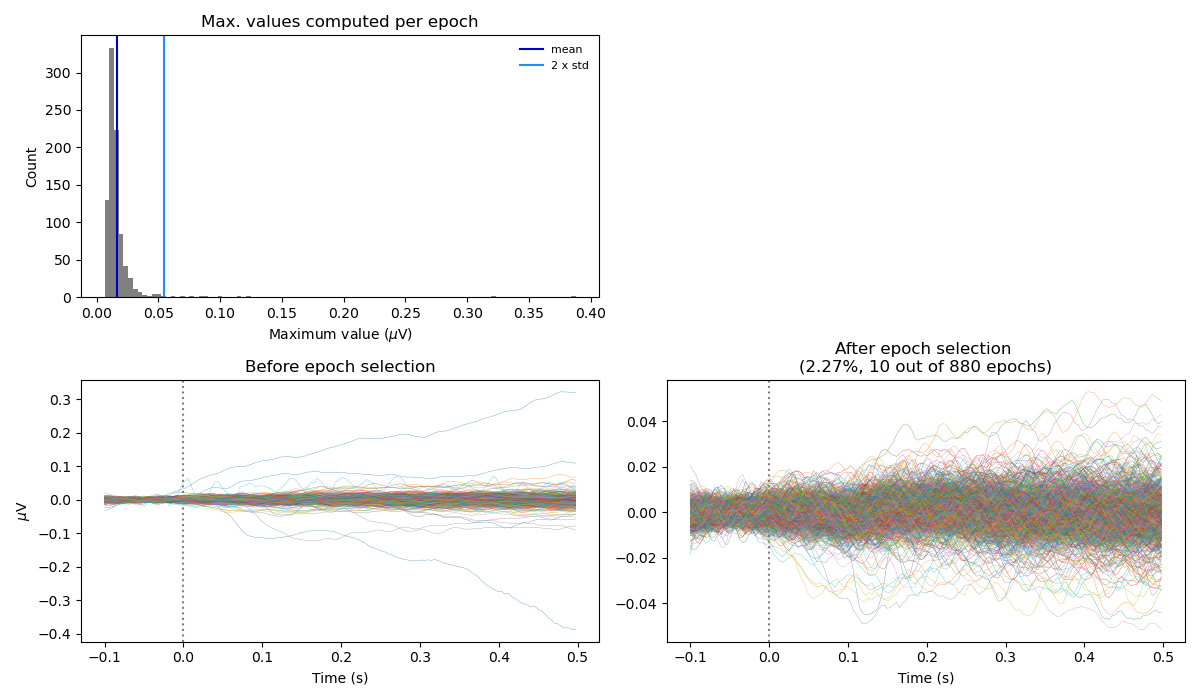 Max. values computed per epoch
Count
300
250
200
150
100
50
0
mean
2 x std
0.00 0.05 0.10 0.15 0.20 0.25 0.30 0.35 0.40
Maximum value (μV)
Before epoch selection
μV
0.3
0.2
0.1
0.0
−0.1
−0.2
−0.3
−0.4
−0.1 0.0 0.1 0.2 0.3 0.4 0.5
Time (s)
After epoch selection
(2.27%, 10 out of 880 epochs)
0.04
0.02
0.00
−0.02
−0.04
−0.1 0.0 0.1 0.2 0.3 0.4 0.5
Time (s)